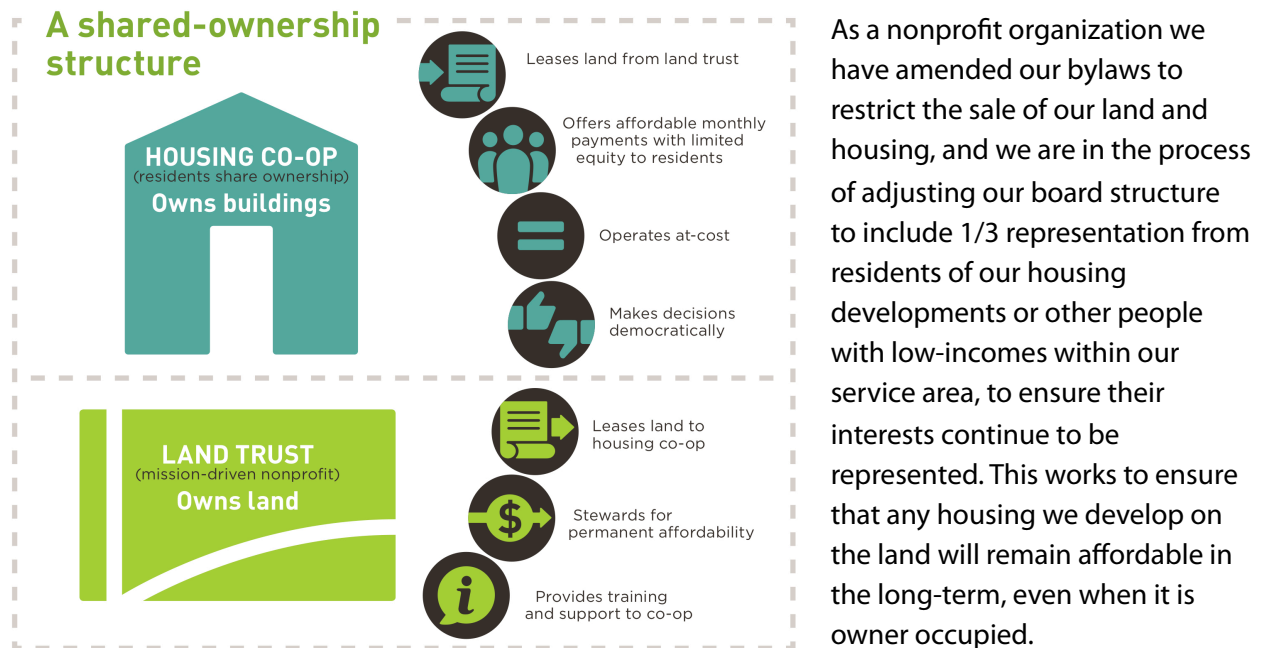 A shared-ownership
structure
HOUSING CO-OP
(residents share ownership)
Owns buildings
Leases land from land trust
Offers affordable monthly
payments with limited
equity to residents
Operates at-cost
Makes decisions
democratically
LAND TRUST
(mission-driven nonprofit)
Owns land
Leases land to
housing co-op
$
Stewards for
permanent affordability
i
Provides training
and support to co-op
As a nonprofit organization we
have amended our bylaws to
restrict the sale of our land and
housing, and we are in the process
of adjusting our board structure
to include 1/3 representation from
residents of our housing
developments or other people
with low-incomes within our
service area, to ensure their
interests continue to be
represented. This works to ensure
that any housing we develop on
the land will remain affordable in
the long-term, even when it is
owner occupied.